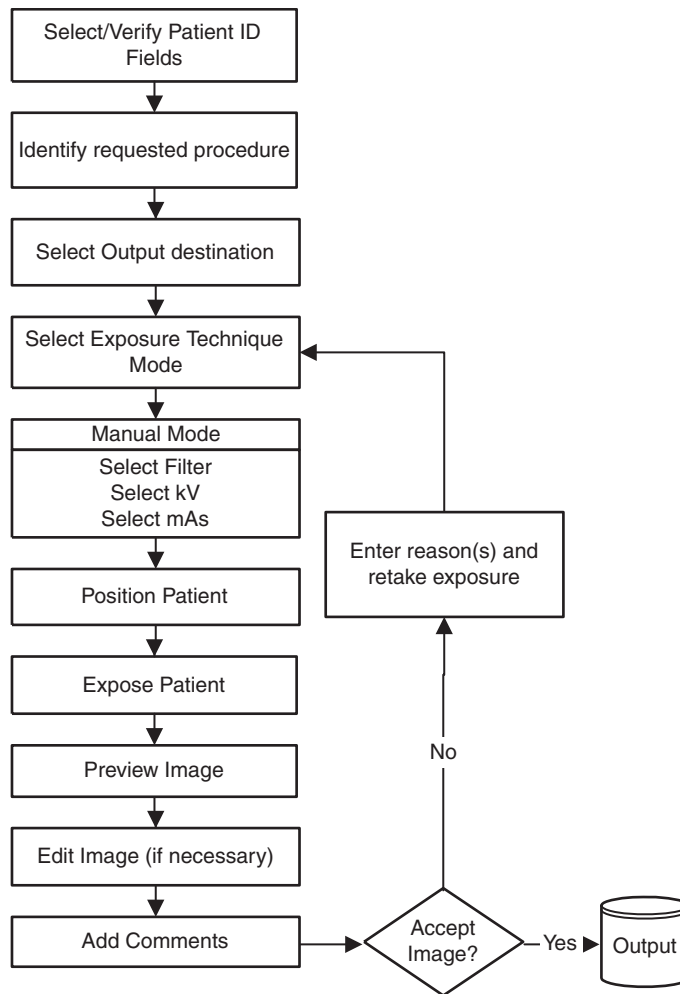 Select/Verify Patient ID
Fields
Identify requested procedure
Select Output destination
Select Exposure Technique
Mode
Manual Mode
Select Filter
Select kV
Select mAs
Position Patient
Expose Patient
Preview Image
Edit Image (if necessary)
Add Comments
Accept
Image?
Yes
Output
No
Enter reason(s) and
retake exposure